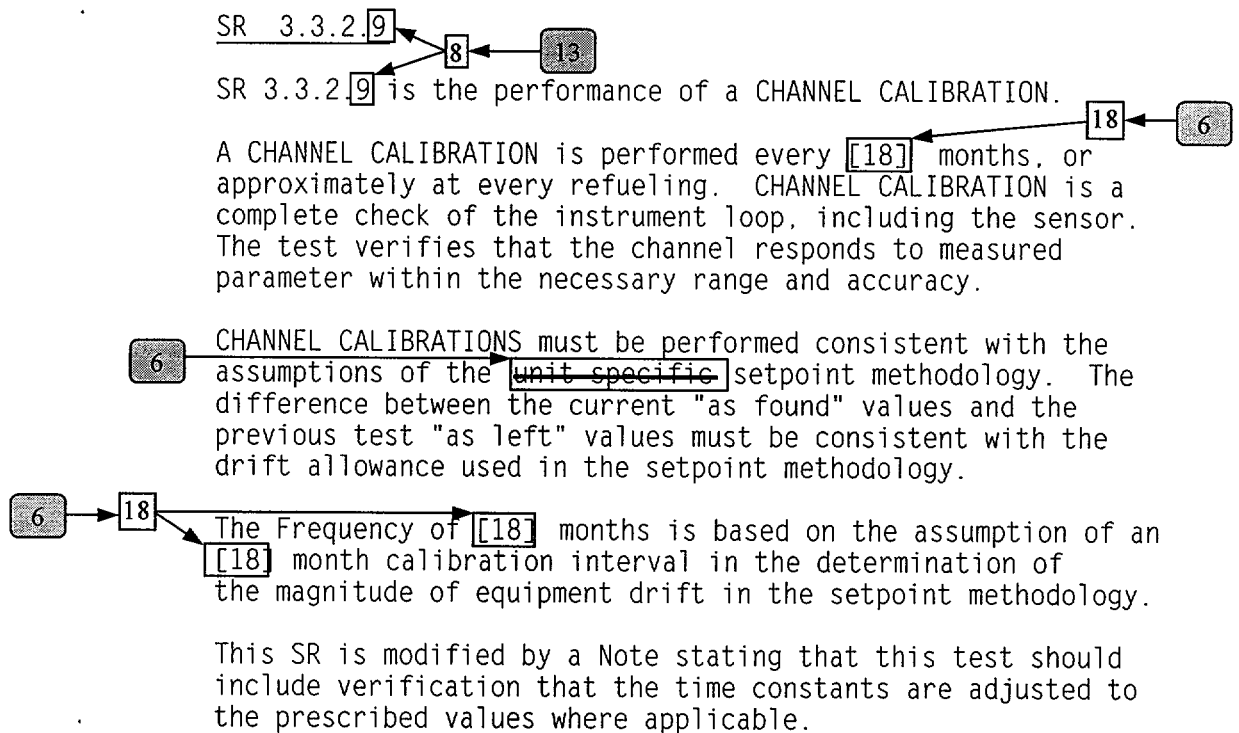 SR 3.3.2.9
8 13
SR 3.3.2.9 is the performance of a CHANNEL CALIBRATION.
18 6
A CHANNEL CALIBRATION is performed every [18] months, or
approximately at every refueling. CHANNEL CALIBRATION is a
complete check of the instrument loop, including the sensor.
The test verifies that the channel responds to measured
parameter within the necessary range and accuracy.
CHANNEL CALIBRATIONS must be performed consistent with the
6
assumptions of the unit specific setpoint methodology. The
difference between the current "as found" values and the
previous test "as left" values must be consistent with the
drift allowance used in the setpoint methodology.
6 18
The Frequency of [18] months is based on the assumption of an
[18] month calibration interval in the determination of
the magnitude of equipment drift in the setpoint methodology.
This SR is modified by a Note stating that this test should
include verification that the time constants are adjusted to
the prescribed values where applicable.